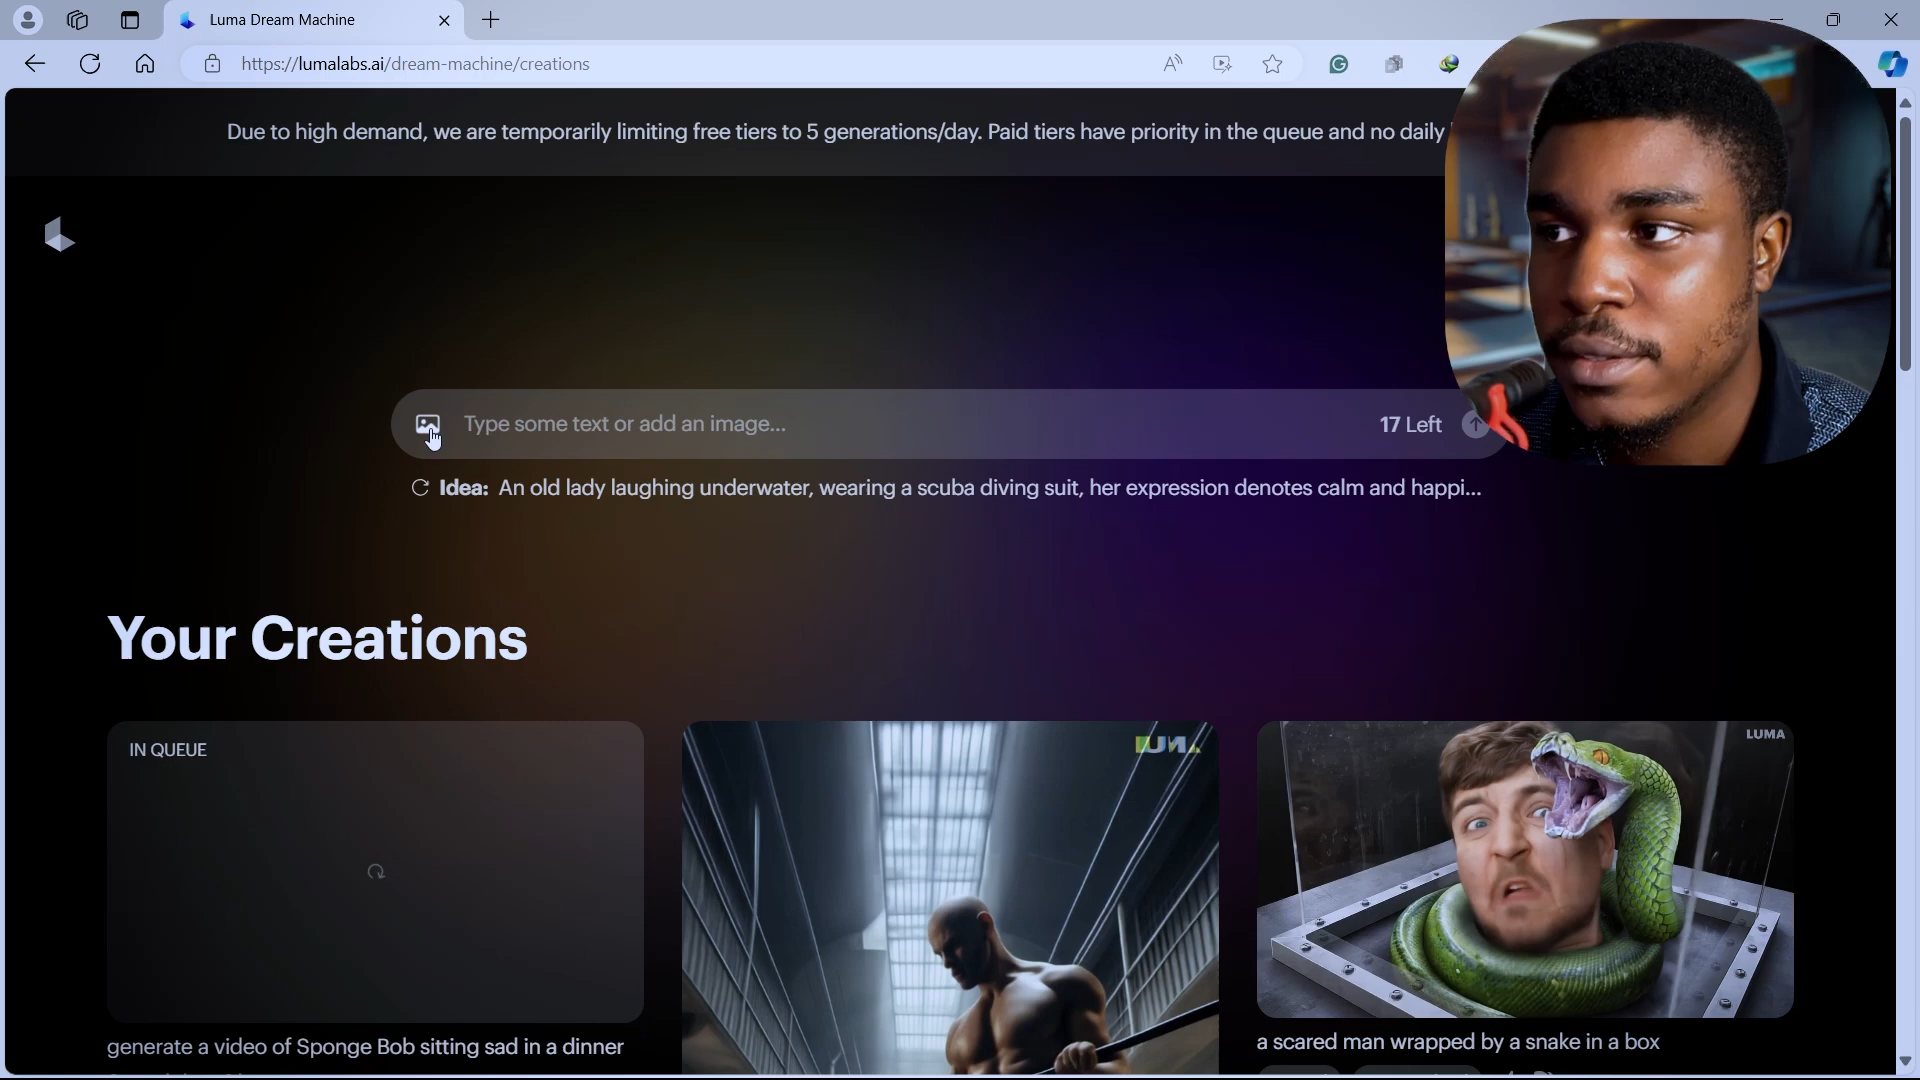 Luma Dream Machine
https://lumalabs.ai/dream-machine/creations
Due to high demand, we are temporarily limiting free tiers to 5 generations/day. Paid tiers have priority in the queue and no daily
Type some text or add an image...
17 Left
Idea: An old lady laughing underwater, wearing a scuba diving suit, her expression denotes calm and happi...
Your Creations
IN QUEUE
LUMA
generate a video of Sponge Bob sitting sad in a dinner
a scared man wrapped by a snake in a box